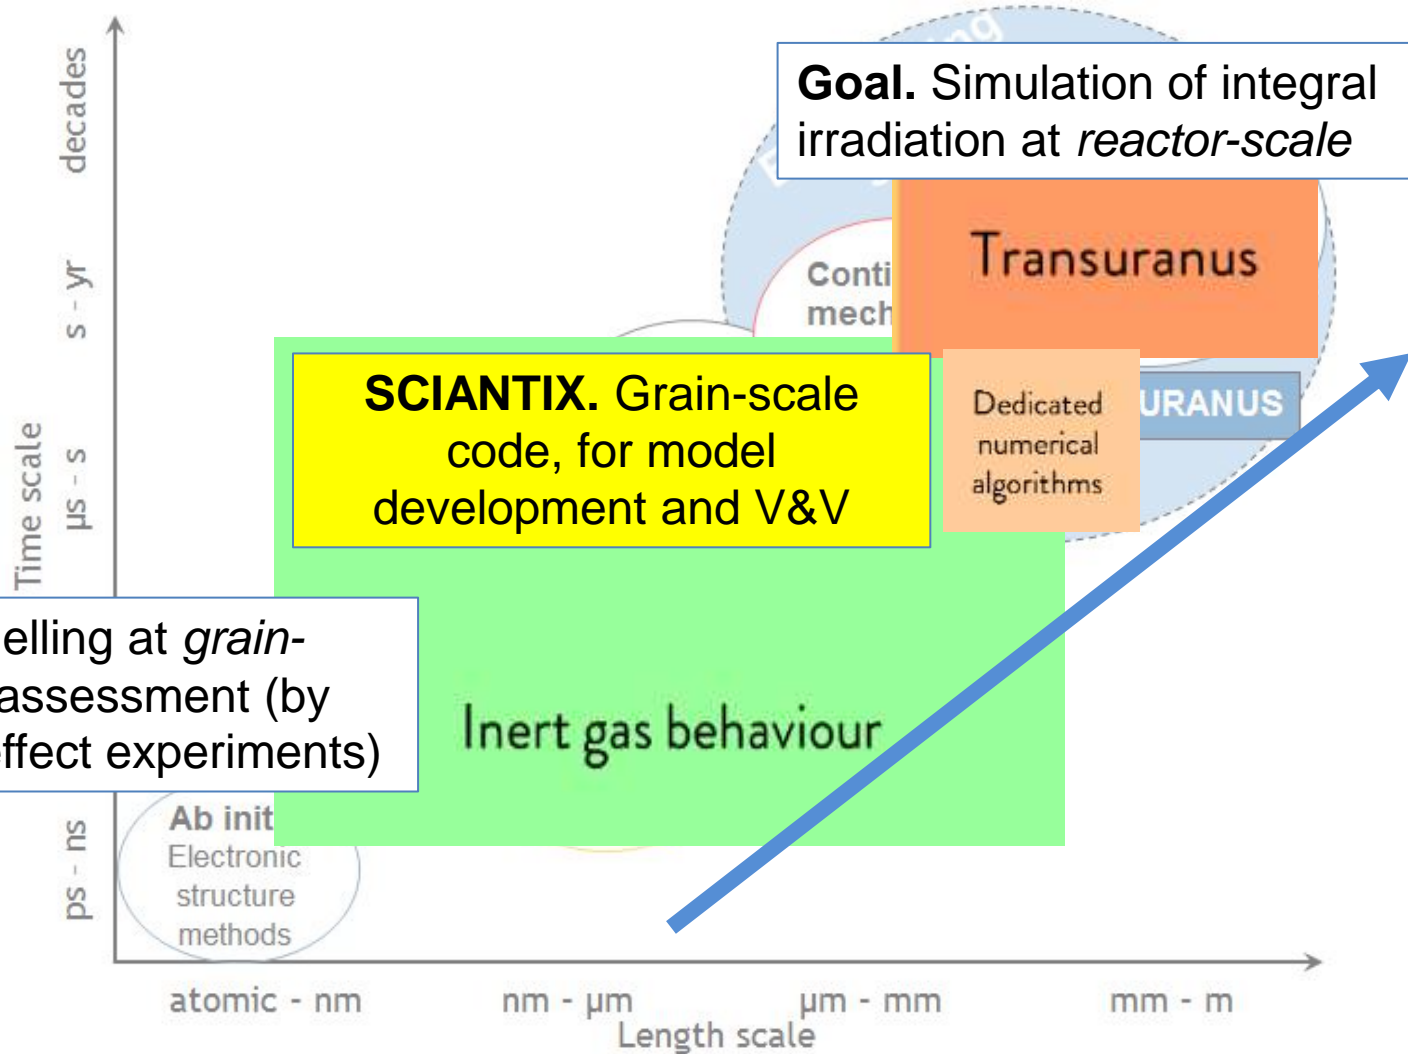 decades
s - yr
µs - s
ps - ns
Time scale
Goal. Simulation of integral
irradiation at reactor-scale
Transuranus
Conti
mech
SCIANTIX. Grain-scale
code, for model
development and V&V
Dedicated
numerical
algorithms
URANUS
elling at grain-
assessment (by
effect experiments)
Inert gas behaviour
Ab init
Electronic
structure
methods
atomic - nm
nm - µm
µm - mm
mm - m
Length scale